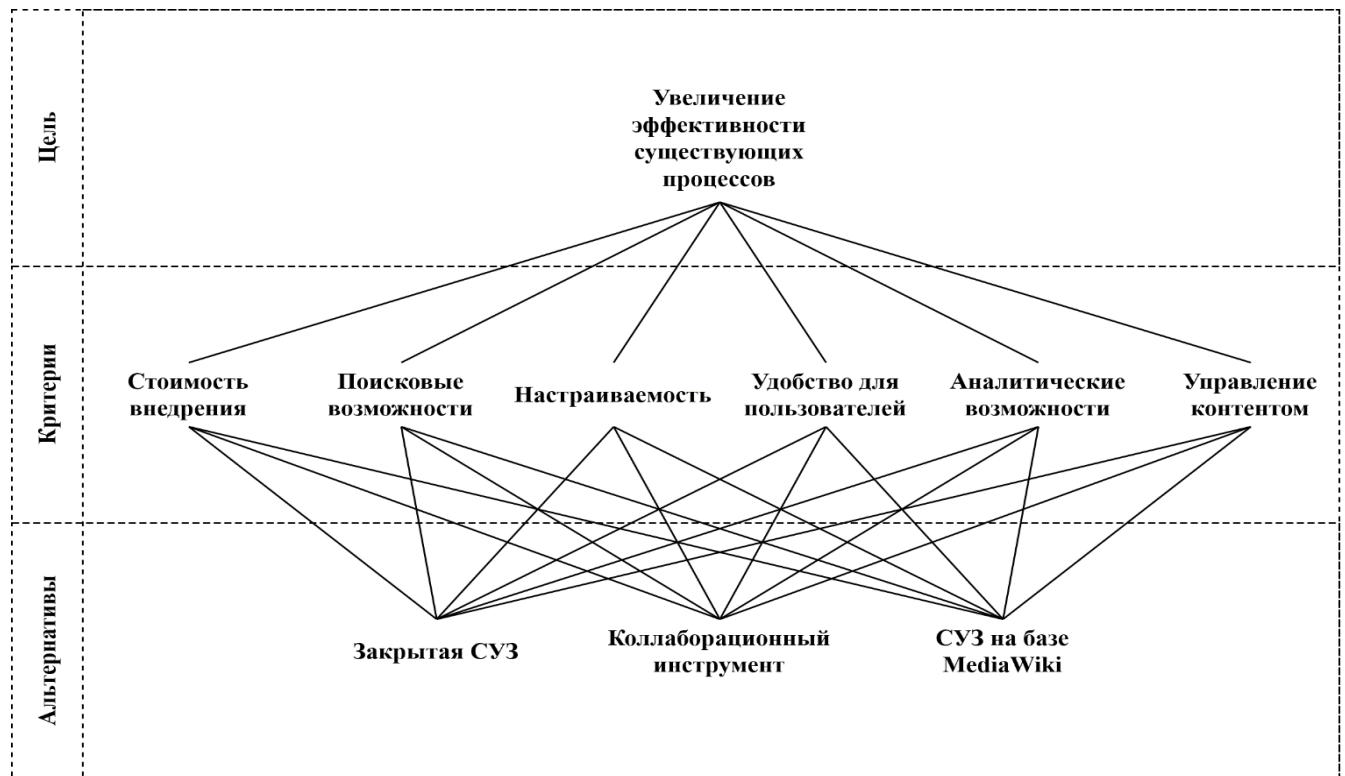 Цель
Увеличение
эффективности
существующих
процессов
Критерии
Стоимость
внедрения
Поисковые
возможности
Настраиваемость
Удобство для
пользователей
Аналитические
возможности
Управление
контентом
Альтернативы
Закрытая СУЗ
Коллаборационный
инструмент
СУЗ на базе
MediaWiki